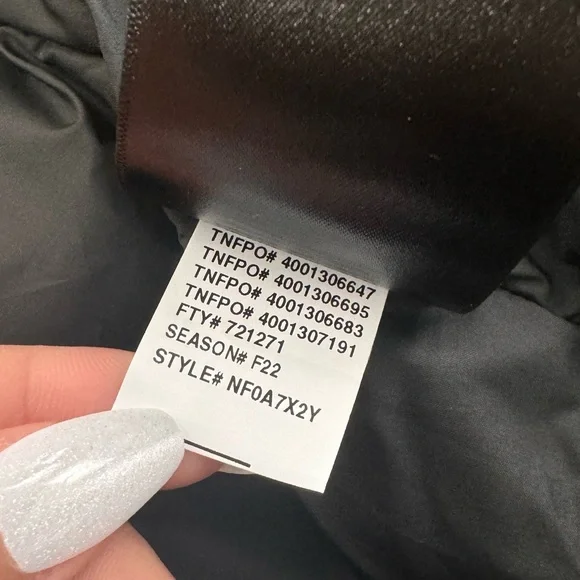 TNFPO# 4001306647
TNFPO# 4001306695
TNFPO# 4001306683
TNFPO# 4001307191
FTY# 721271
SEASON# F22
STYLE# NF0A7X2Y